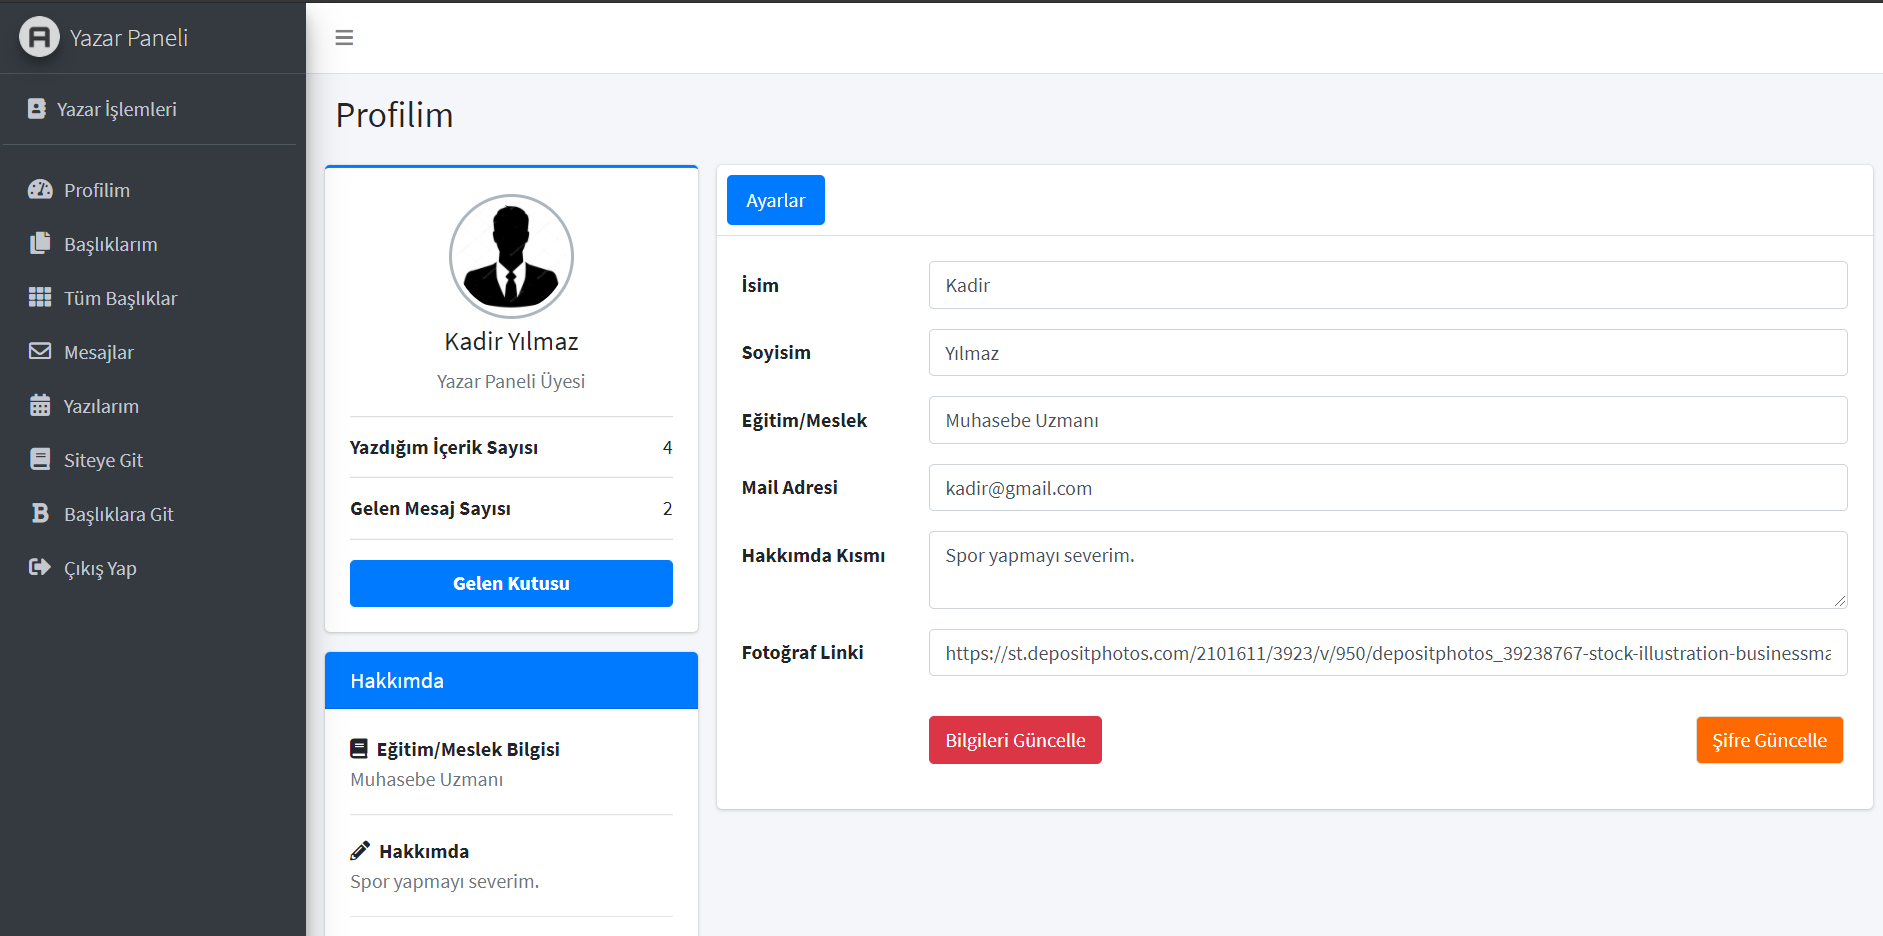 Yazar Paneli
Yazar İşlemleri
Profilim
Başlıklarım
Tüm Başlıklar
Mesajlar
Yazılarım
Siteye Git
Başlıklara Git
Çıkış Yap
Profilim
Kadir Yılmaz
Yazar Paneli Üyesi
Yazdığım İçerik Sayısı 4
Gelen Mesaj Sayısı 2
Gelen Kutusu
Hakkımda
Eğitim/Meslek Bilgisi
Muhasebe Uzmanı
Hakkımda
Spor yapmayı severim.
Ayarlar
İsim Kadir
Soyisim Yılmaz
Eğitim/Meslek Muhasebe Uzmanı
Mail Adresi kadir@gmail.com
Hakkımda Kısmı Spor yapmayı severim.
Fotoğraf Linki https://st.depositphotos.com/2101611/3923/v/950/depositphotos_39238767-stock-illustration-businessma
Bilgileri Güncelle Şifre Güncelle